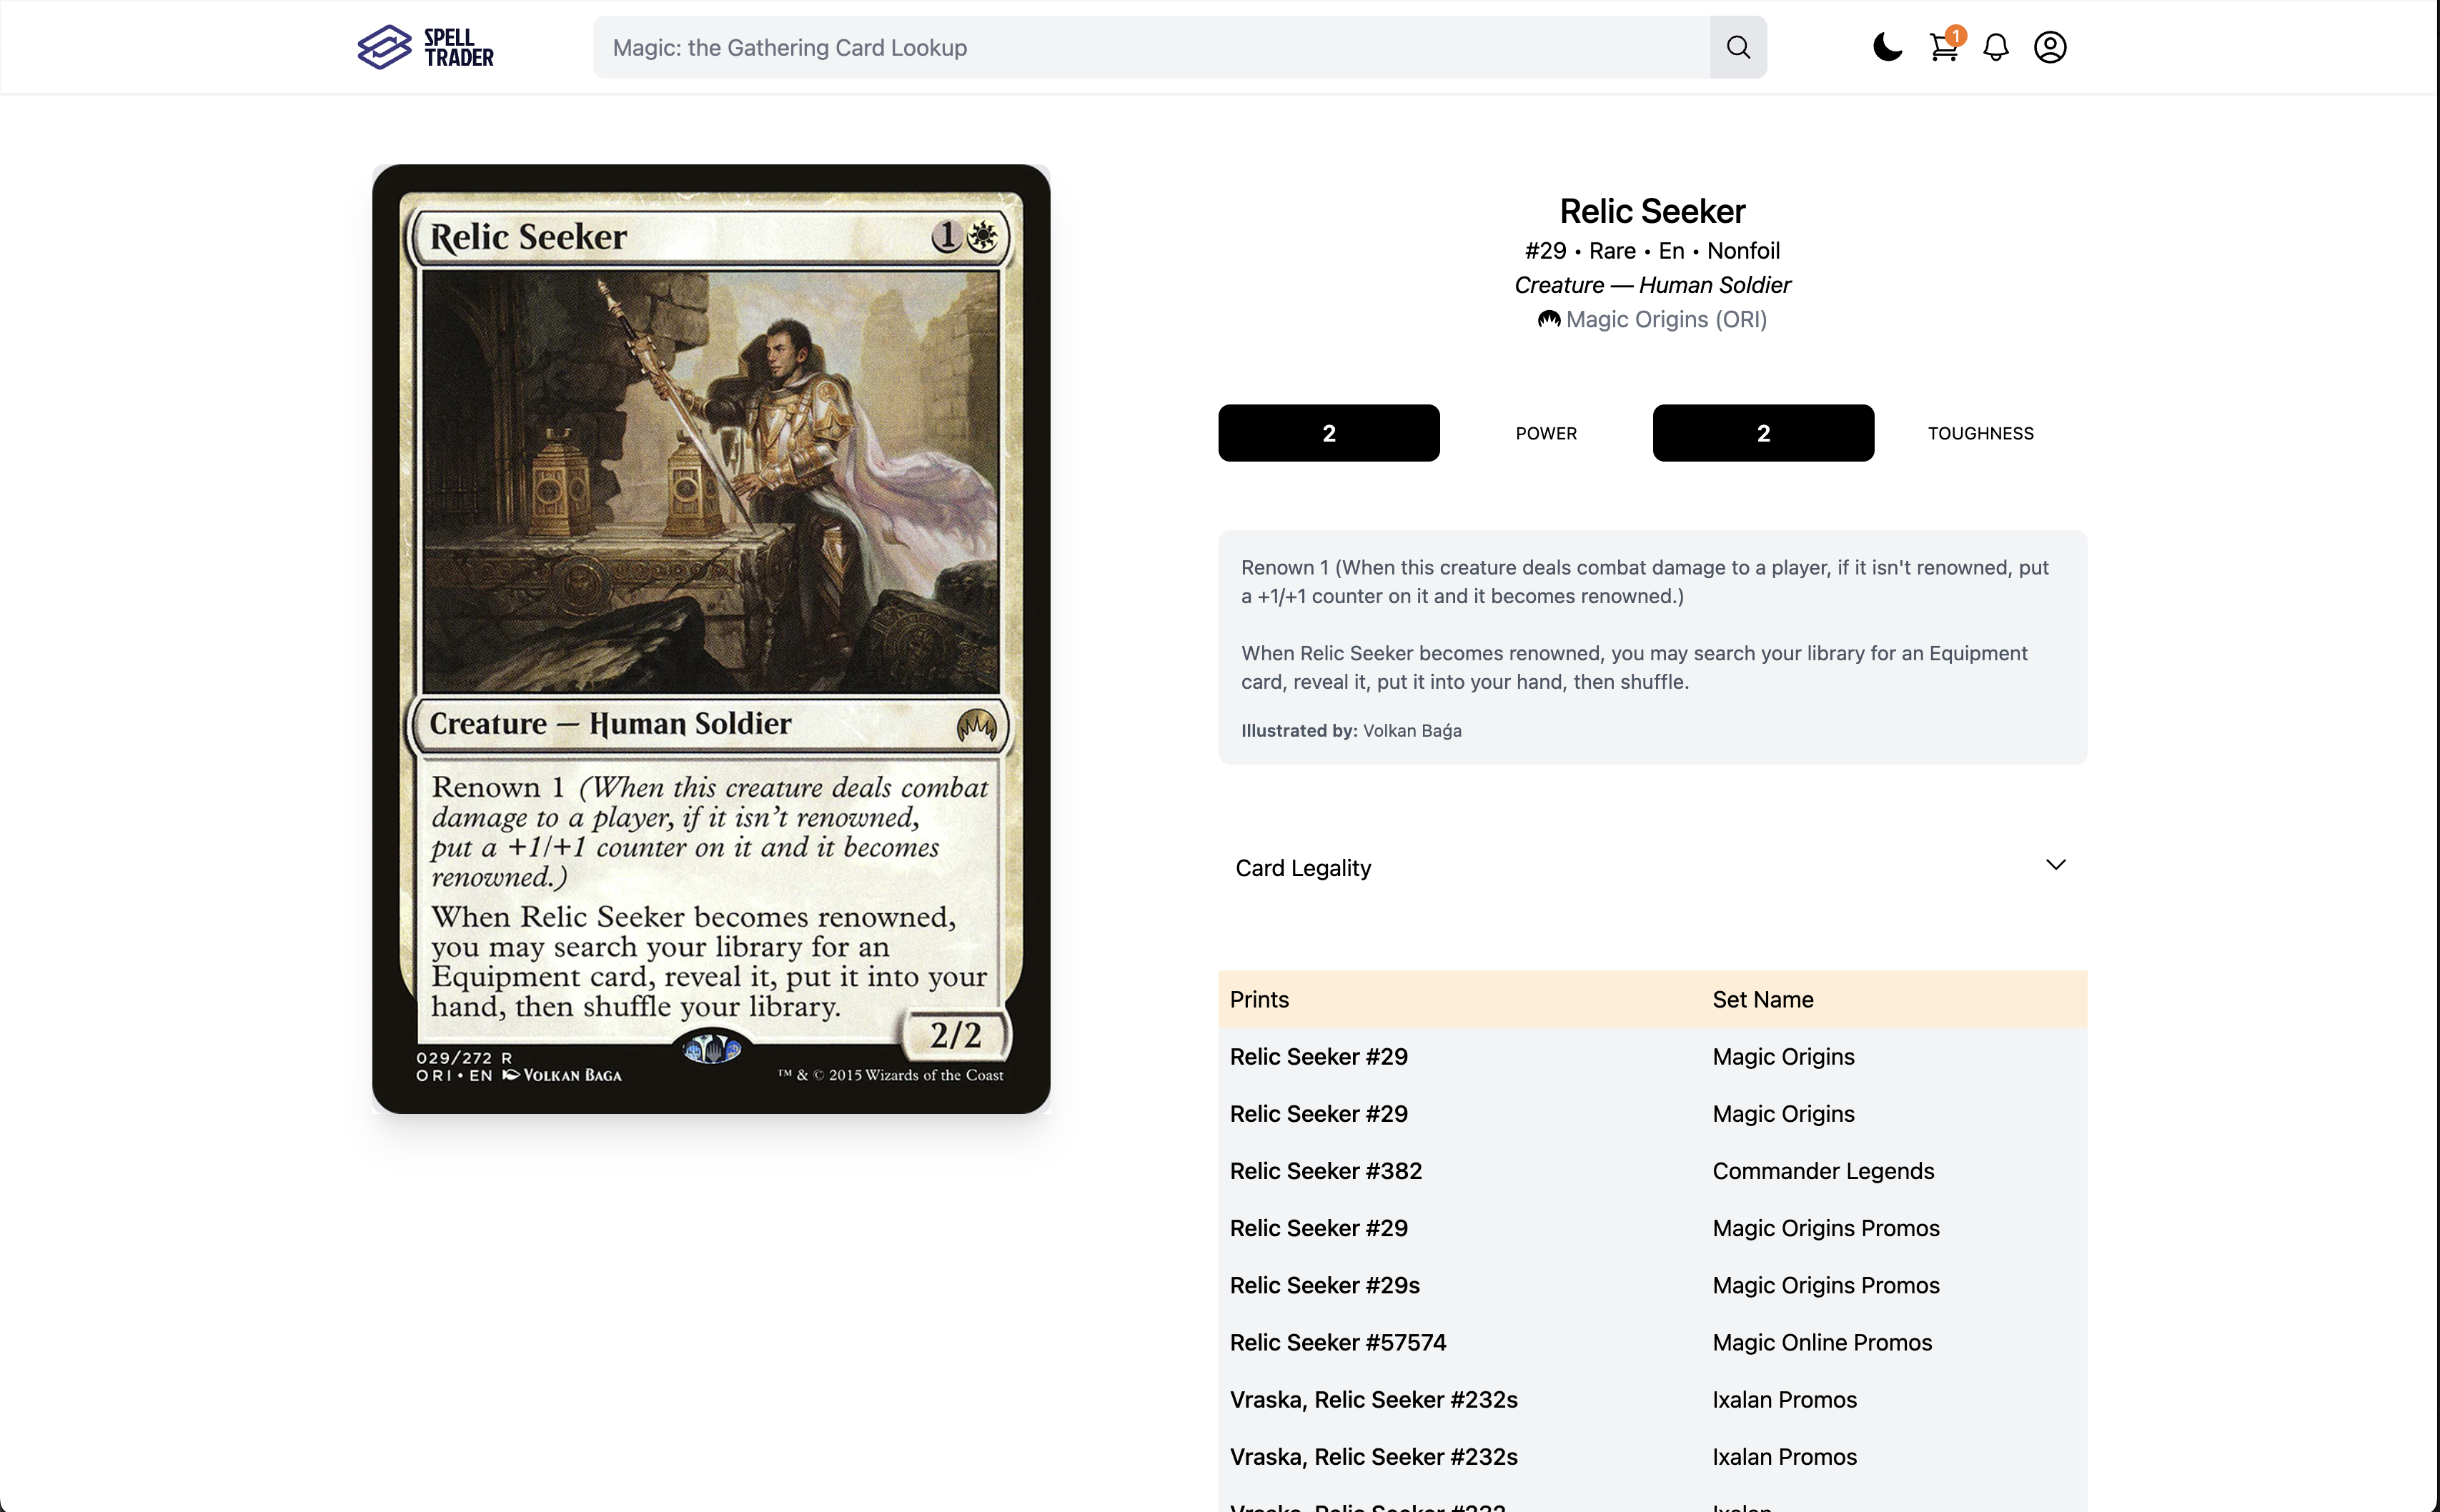 SPELL
TRADER
Magic: the Gathering Card Lookup
1
Relic Seeker
1
Creature — Human Soldier
Renown 1 (When this creature deals combat
damage to a player, if it isn’t renowned,
put a +1/+1 counter on it and it becomes
renowned.)
When Relic Seeker becomes renowned,
you may search your library for an
Equipment card, reveal it, put it into your
hand, then shuffle your library.
2/2
029/272 R
ORI • EN VOLKAN BAGA
™ & © 2015 Wizards of the Coast
Relic Seeker
#29 • Rare • En • Nonfoil
Creature — Human Soldier
Magic Origins (ORI)
2 POWER 2 TOUGHNESS
Renown 1 (When this creature deals combat damage to a player, if it isn't renowned, put
a +1/+1 counter on it and it becomes renowned.)
When Relic Seeker becomes renowned, you may search your library for an Equipment
card, reveal it, put it into your hand, then shuffle.
Illustrated by: Volkan Baǵa
Card Legality
Prints Set Name
Relic Seeker #29 Magic Origins
Relic Seeker #29 Magic Origins
Relic Seeker #382 Commander Legends
Relic Seeker #29 Magic Origins Promos
Relic Seeker #29s Magic Origins Promos
Relic Seeker #57574 Magic Online Promos
Vraska, Relic Seeker #232s Ixalan Promos
Vraska, Relic Seeker #232s Ixalan Promos
Vraska, Relic Seeker #232 Ixalan